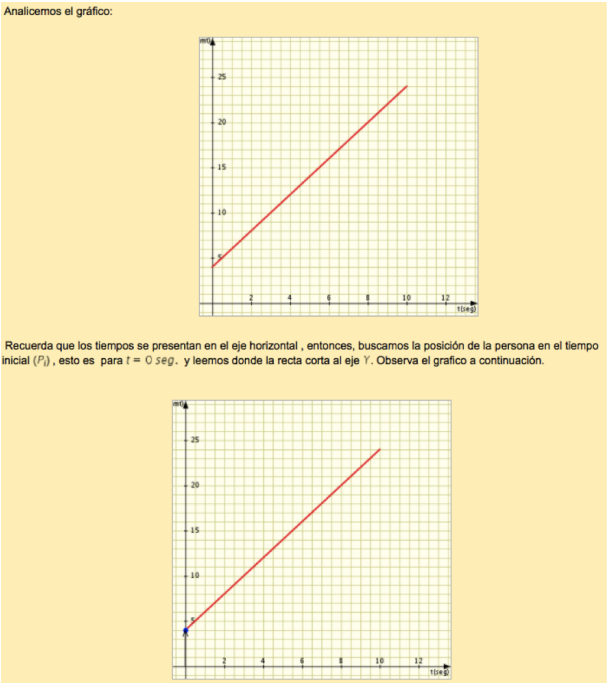 Analicemos el gráfico:
m(t)
25
20
15
10
5
2 4 6 8 10 12
t(seg)
Recuerda que los tiempos se presentan en el eje horizontal , entonces, buscamos la posición de la persona en el tiempo
inicial (Pᵢ) , esto es para t = 0 seg. y leemos donde la recta corta al eje Y. Observa el grafico a continuación.
m(t)
25
20
15
10
5
2 4 6 8 10 12
t(seg)